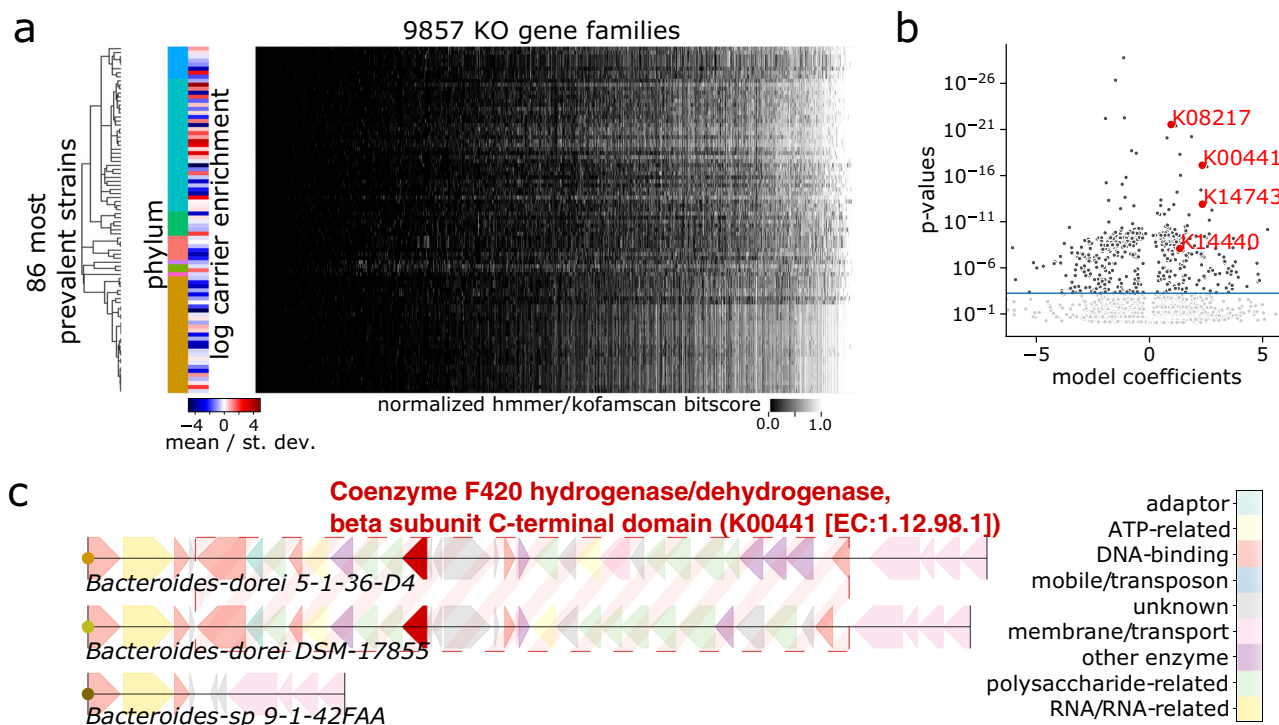 a
9857 KO gene families
86 most
prevalent strains
phylum
log carrier enrichment
−4 0 4
mean / st. dev.
normalized hmmer/kofamscan bitscore
0.0 1.0
b
p-values
10−26
10−21
10−16
10−11
10−6
10−1
K08217
K00441
K14743
K14440
−5 0 5
model coefficients
c
Coenzyme F420 hydrogenase/dehydrogenase,
beta subunit C-terminal domain (K00441 [EC:1.12.98.1])
Bacteroides-dorei 5-1-36-D4
Bacteroides-dorei DSM-17855
Bacteroides-sp 9-1-42FAA
adaptor
ATP-related
DNA-binding
mobile/transposon
unknown
membrane/transport
other enzyme
polysaccharide-related
RNA/RNA-related